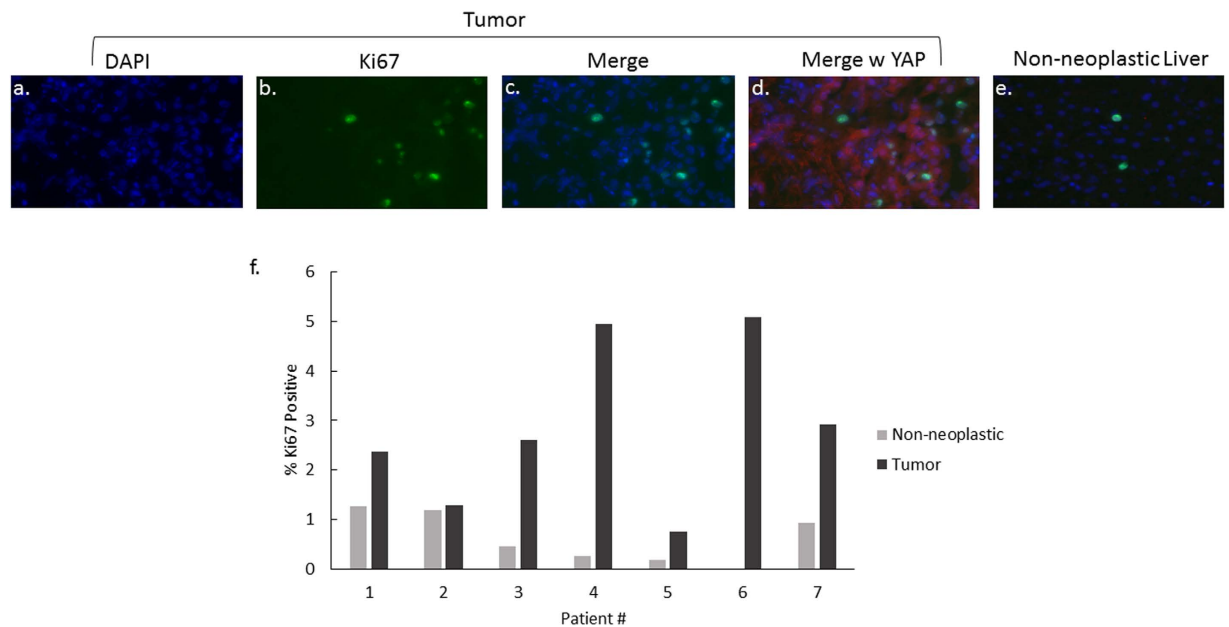 Tumor
DAPI
Ki67
Merge
Merge w YAP
Non-neoplastic Liver
a.
b.
c.
d.
e.
f.
6
5
4
3
2
1
0
% Ki67 Positive
1 2 3 4 5 6 7
Patient #
Non-neoplastic
Tumor